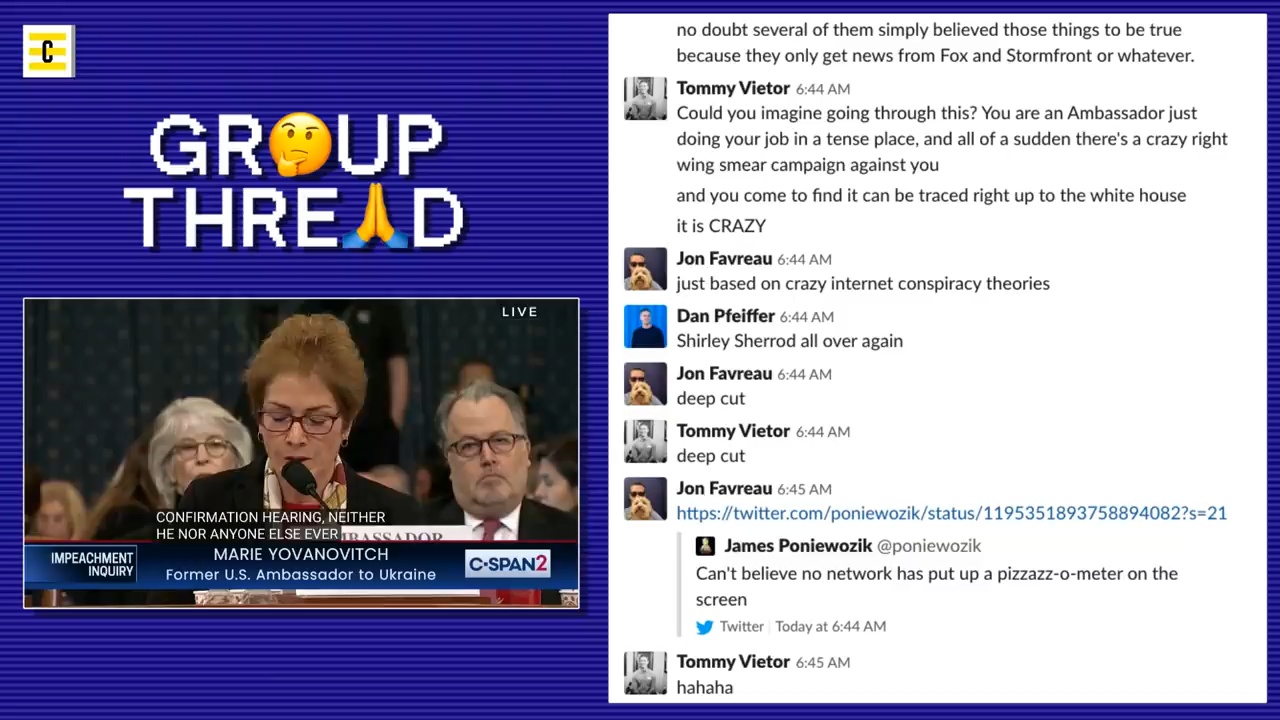 C
GR🤔UP
THRE🙏D
LIVE
CONFIRMATION HEARING, NEITHER
HE NOR ANYONE ELSE EVER
AMBASSADOR
IMPEACHMENT
INQUIRY
MARIE YOVANOVITCH
Former U.S. Ambassador to Ukraine
C-SPAN2
no doubt several of them simply believed those things to be true
because they only get news from Fox and Stormfront or whatever.
Tommy Vietor 6:44 AM
Could you imagine going through this? You are an Ambassador just
doing your job in a tense place, and all of a sudden there's a crazy right
wing smear campaign against you
and you come to find it can be traced right up to the white house
it is CRAZY
Jon Favreau 6:44 AM
just based on crazy internet conspiracy theories
Dan Pfeiffer 6:44 AM
Shirley Sherrod all over again
Jon Favreau 6:44 AM
deep cut
Tommy Vietor 6:44 AM
deep cut
Jon Favreau 6:45 AM
https://twitter.com/poniewozik/status/1195351893758894082?s=21
James Poniewozik @poniewozik
Can't believe no network has put up a pizzazz-o-meter on the
screen
Twitter | Today at 6:44 AM
Tommy Vietor 6:45 AM
hahaha